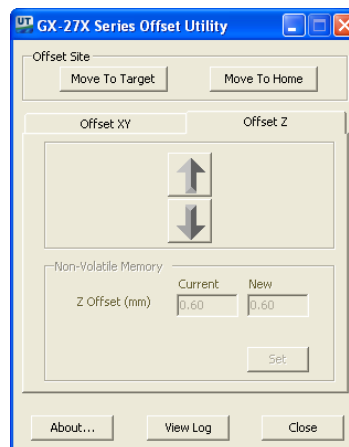 UT GX-27X Series Offset Utility
Offset Site
Move To Target Move To Home
Offset XY Offset Z
Non-Volatile Memory
Current New
Z Offset (mm) 0.60 0.60
Set
About... View Log Close